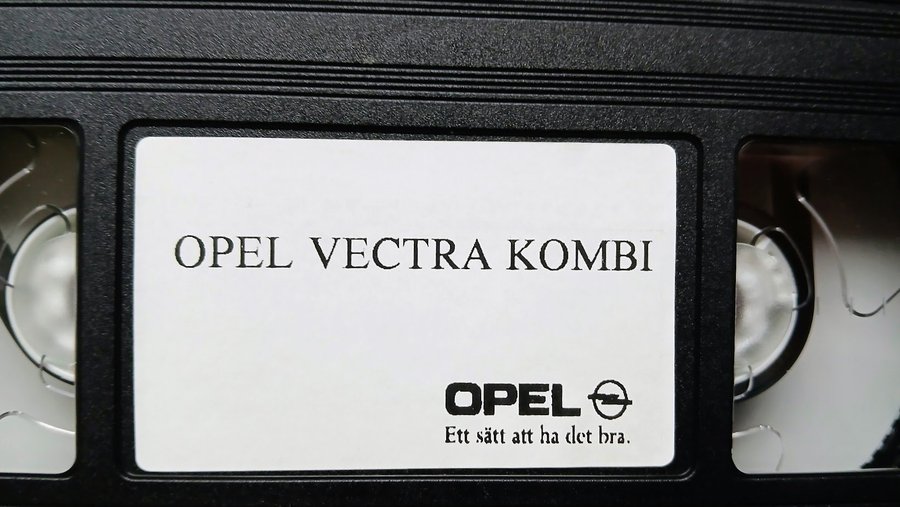 OPEL VECTRA KOMBI
OPEL
Ett sätt att ha det bra.